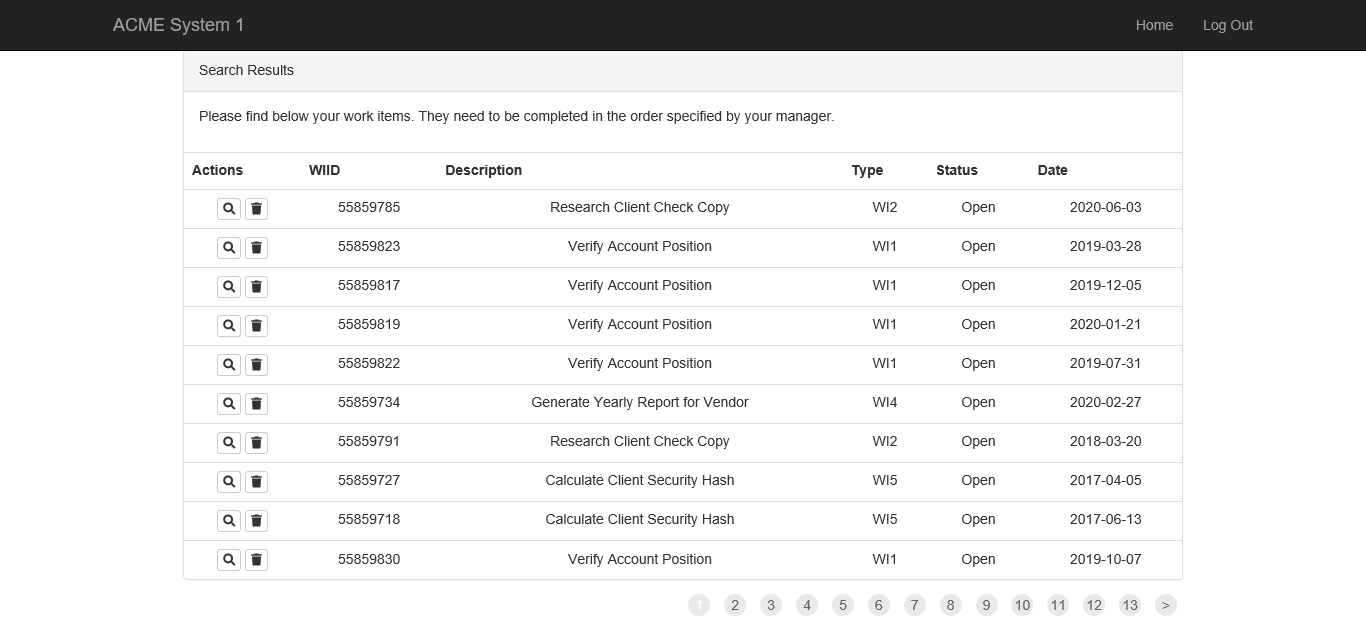 ACME System 1 Home Log Out
Search Results
Please find below your work items. They need to be completed in the order specified by your manager.
Actions WIID Description Type Status Date
55859785 Research Client Check Copy WI2 Open 2020-06-03
55859823 Verify Account Position WI1 Open 2019-03-28
55859817 Verify Account Position WI1 Open 2019-12-05
55859819 Verify Account Position WI1 Open 2020-01-21
55859822 Verify Account Position WI1 Open 2019-07-31
55859734 Generate Yearly Report for Vendor WI4 Open 2020-02-27
55859791 Research Client Check Copy WI2 Open 2018-03-20
55859727 Calculate Client Security Hash WI5 Open 2017-04-05
55859718 Calculate Client Security Hash WI5 Open 2017-06-13
55859830 Verify Account Position WI1 Open 2019-10-07
1 2 3 4 5 6 7 8 9 10 11 12 13 >